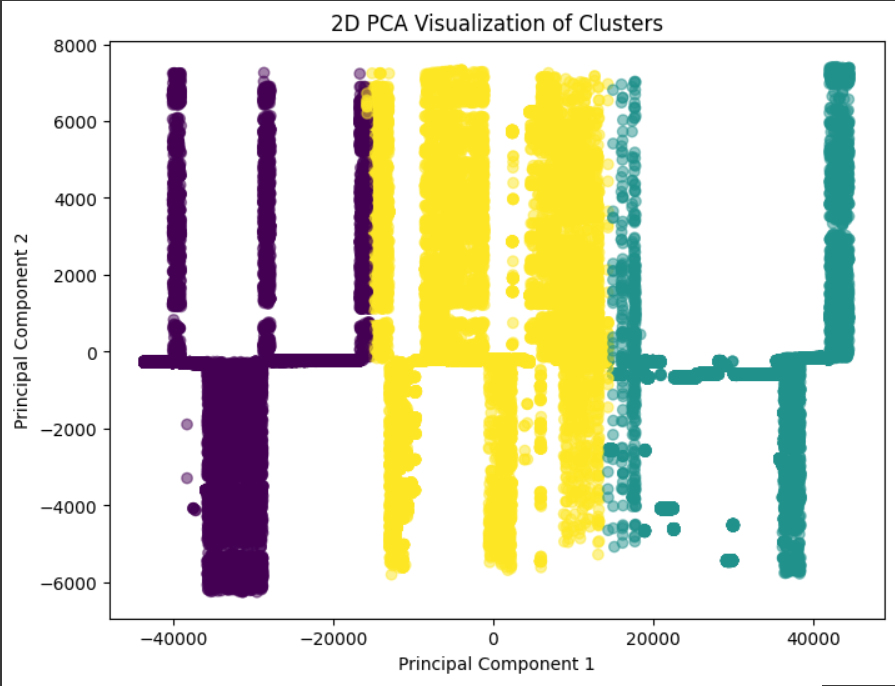 2D PCA Visualization of Clusters
8000
6000
4000
2000
0
−2000
−4000
−6000
Principal Component 2
−40000 −20000 0 20000 40000
Principal Component 1